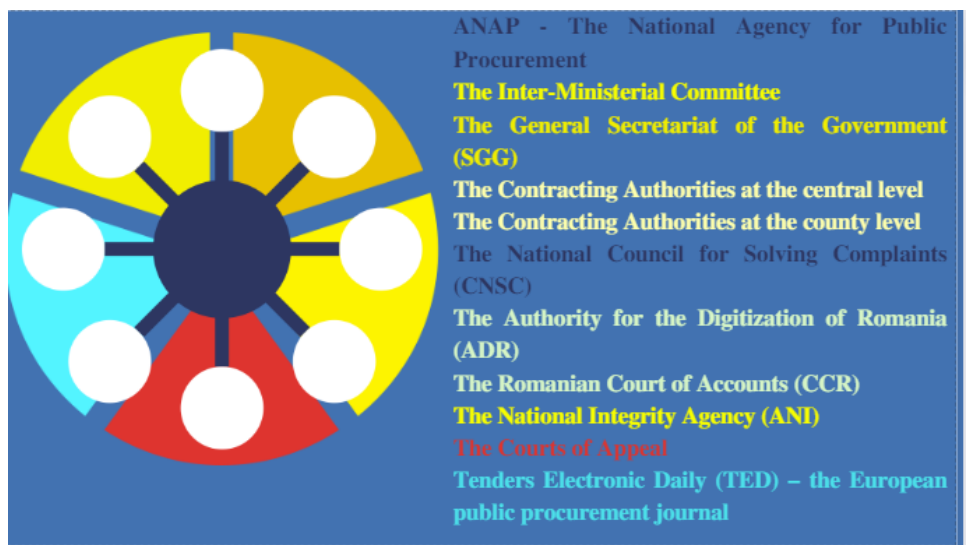 ANAP - The National Agency for Public
Procurement
The Inter-Ministerial Committee
The General Secretariat of the Government
(SGG)
The Contracting Authorities at the central level
The Contracting Authorities at the county level
The National Council for Solving Complaints
(CNSC)
The Authority for the Digitization of Romania
(ADR)
The Romanian Court of Accounts (CCR)
The National Integrity Agency (ANI)
The Courts of Appeal
Tenders Electronic Daily (TED) – the European
public procurement journal